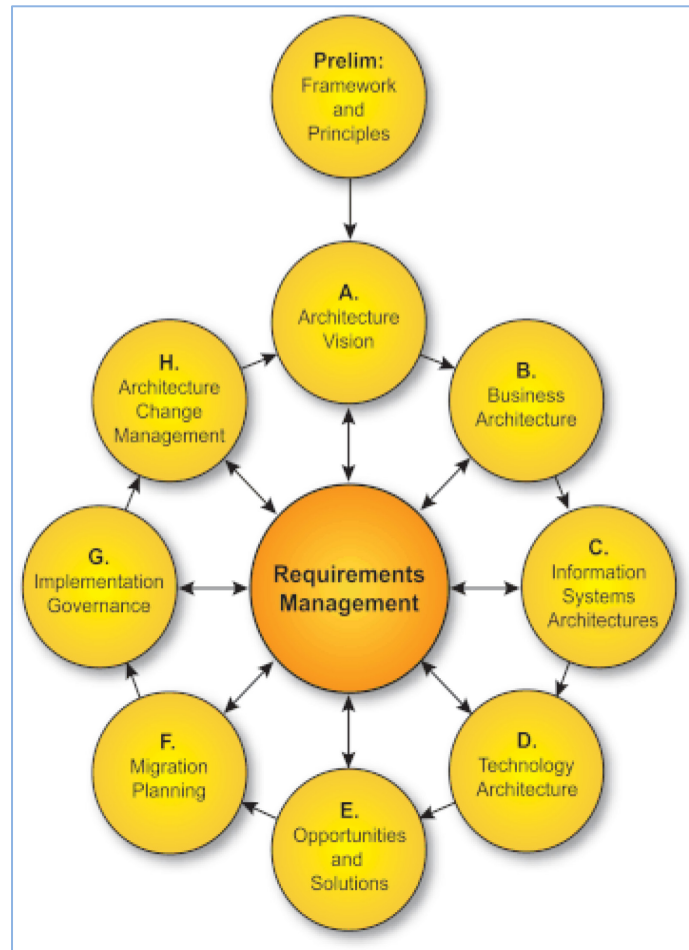 Prelim:
Framework
and
Principles
A.
Architecture
Vision
B.
Business
Architecture
C.
Information
Systems
Architectures
D.
Technology
Architecture
E.
Opportunities
and
Solutions
F.
Migration
Planning
G.
Implementation
Governance
H.
Architecture
Change
Management
Requirements
Management